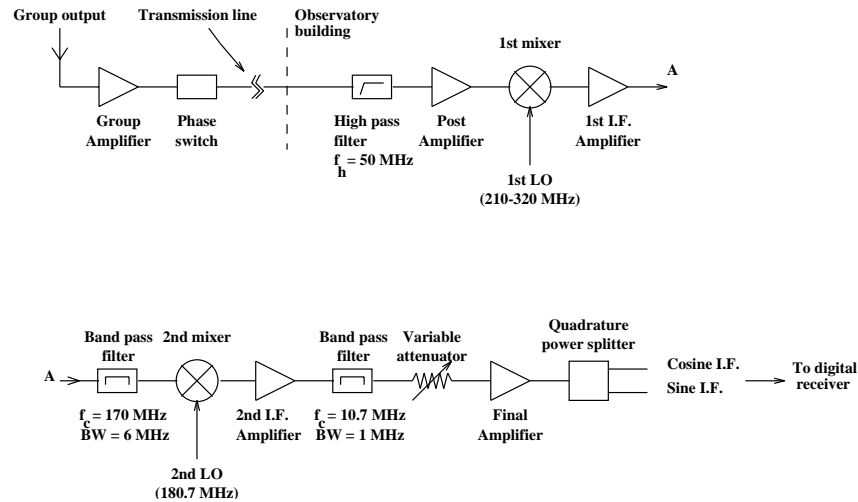 Group output
Transmission line
Observatory
building
1st mixer
A
Group
Amplifier
Phase
switch
High pass
filter
f_h = 50 MHz
Post
Amplifier
1st I.F.
Amplifier
1st LO
(210-320 MHz)
Band pass
filter
2nd mixer
Band pass
filter
Variable
attenuator
Quadrature
power splitter
A
Cosine I.F.
Sine I.F.
To digital
receiver
f_c = 170 MHz
BW = 6 MHz
2nd I.F.
Amplifier
f_c = 10.7 MHz
BW = 1 MHz
Final
Amplifier
2nd LO
(180.7 MHz)